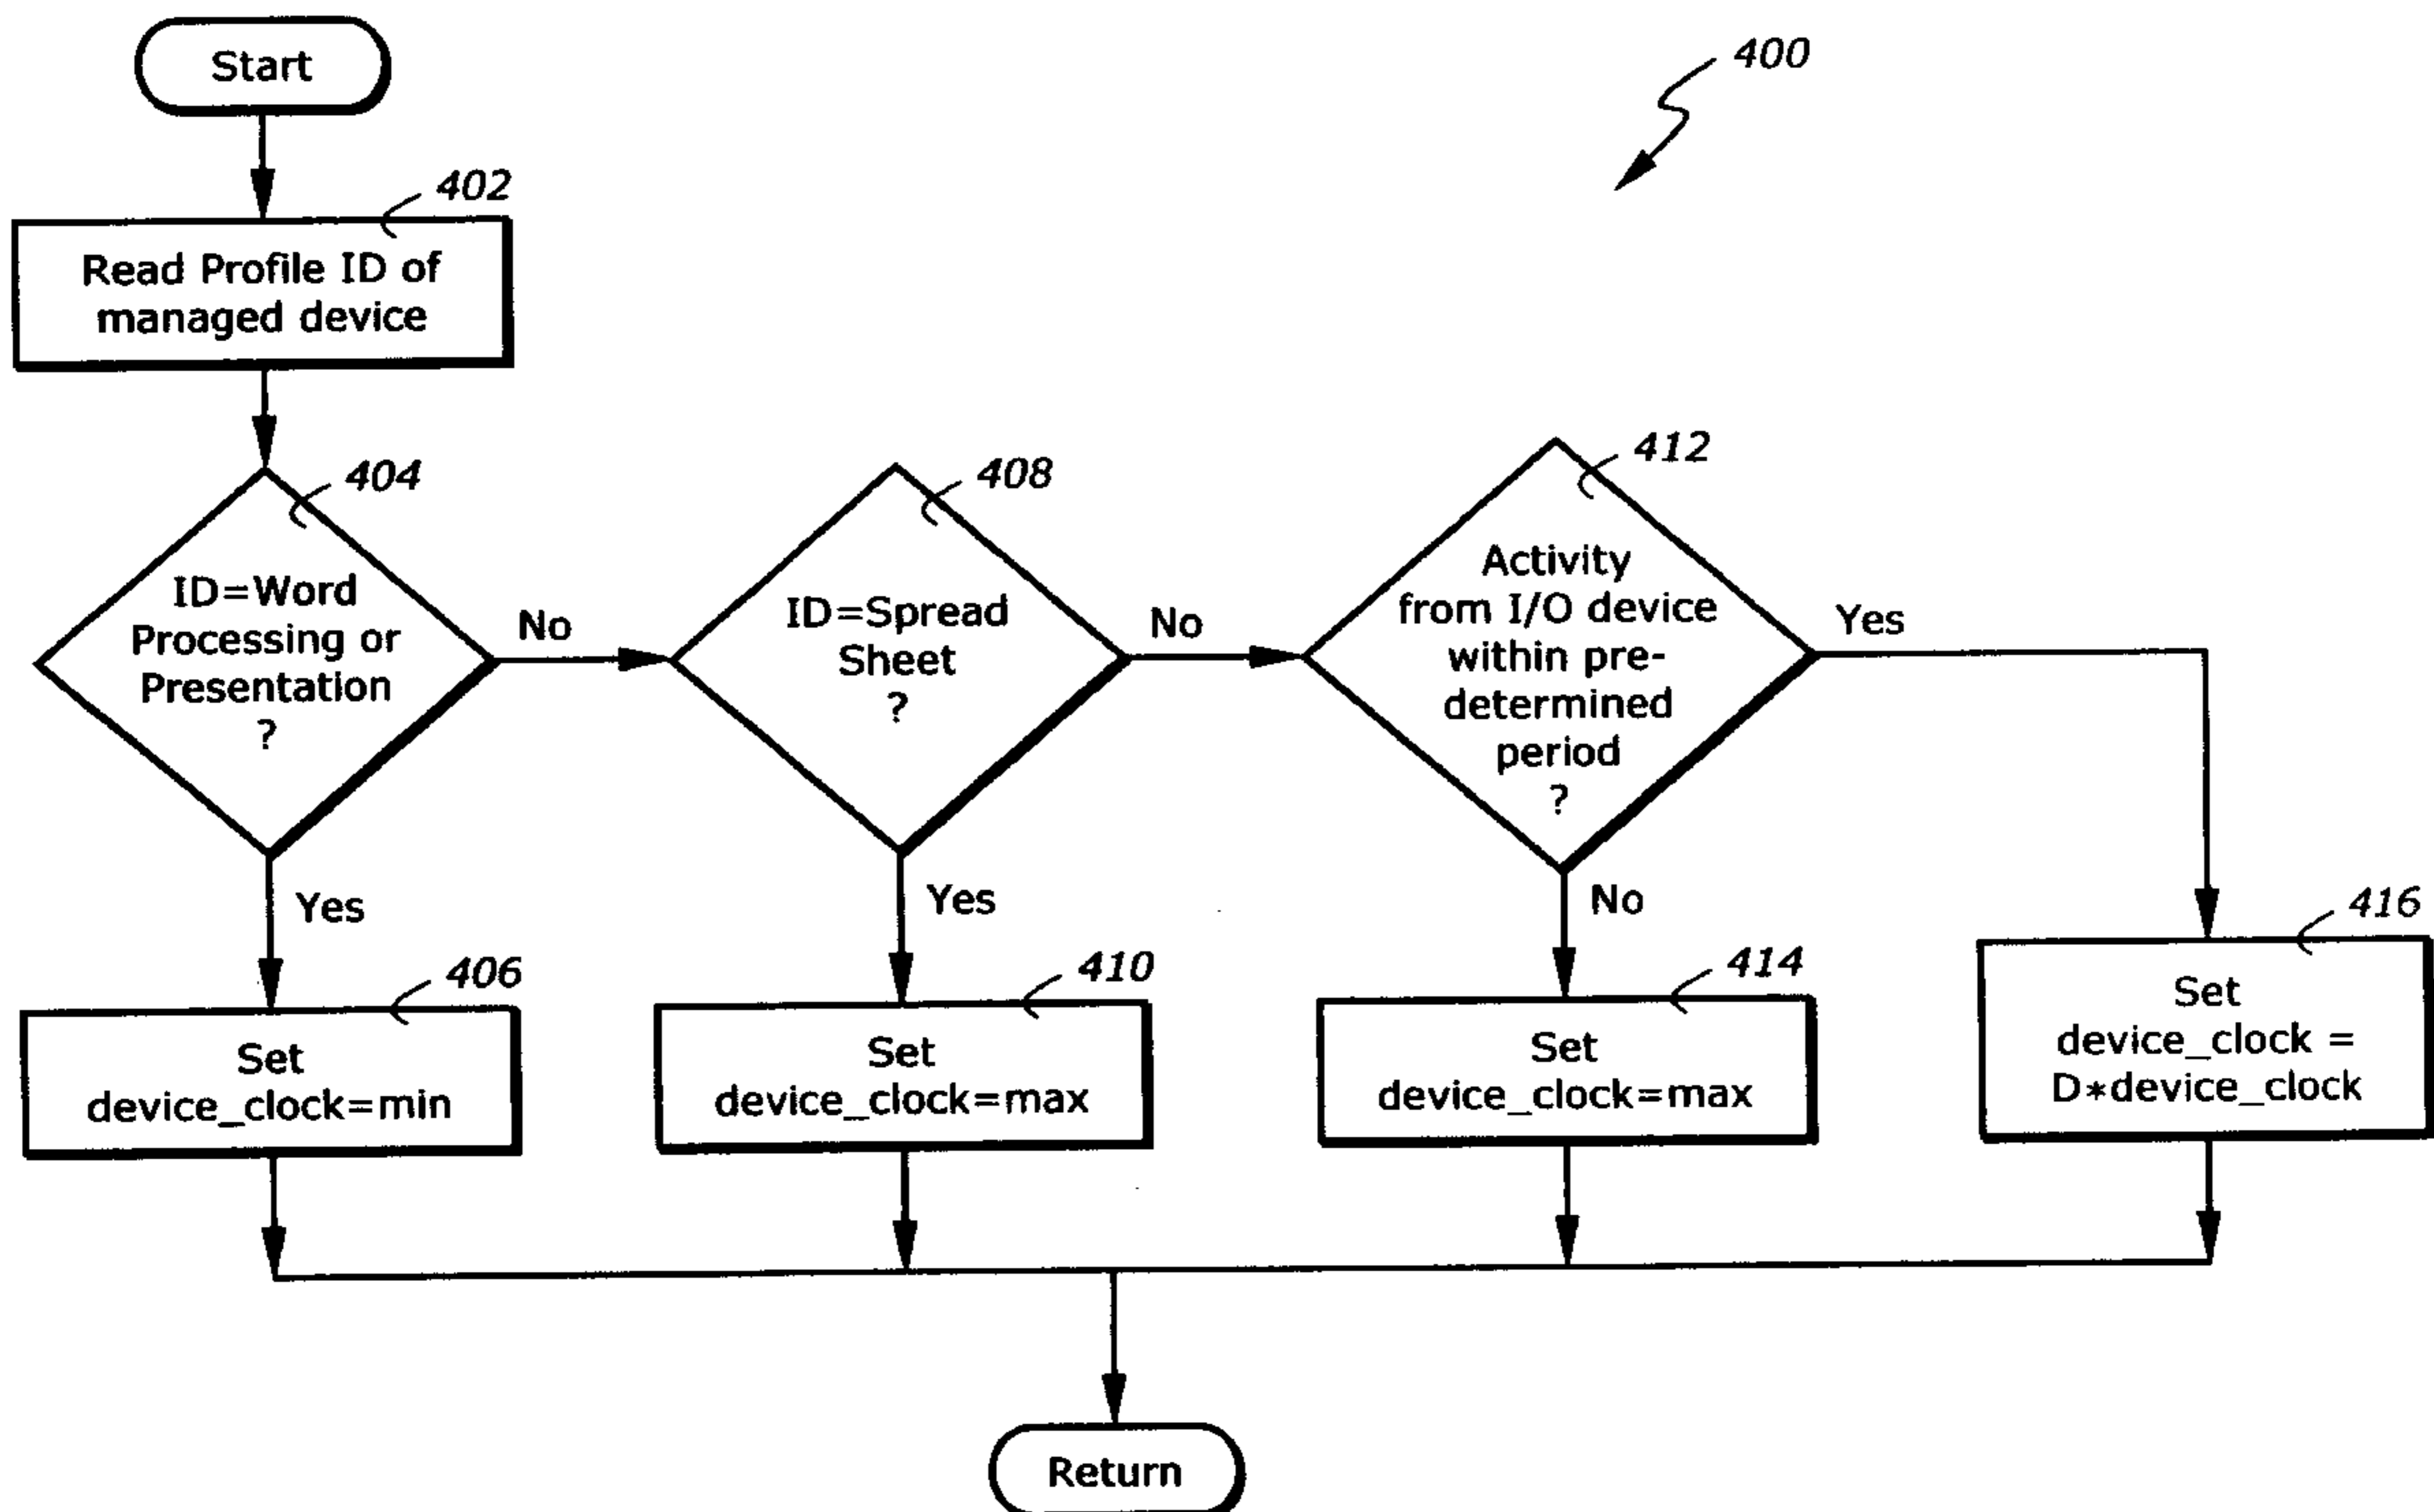 Start
400
402
Read Profile ID of
managed device
404
ID=Word
Processing or
Presentation
?
No
408
ID=Spread
Sheet
?
No
412
Activity
from I/O device
within pre-
determined
period
?
Yes
Yes
Yes
No
406
Set
device_clock=min
410
Set
device_clock=max
414
Set
device_clock=max
416
Set
device_clock =
D*device_clock
Return